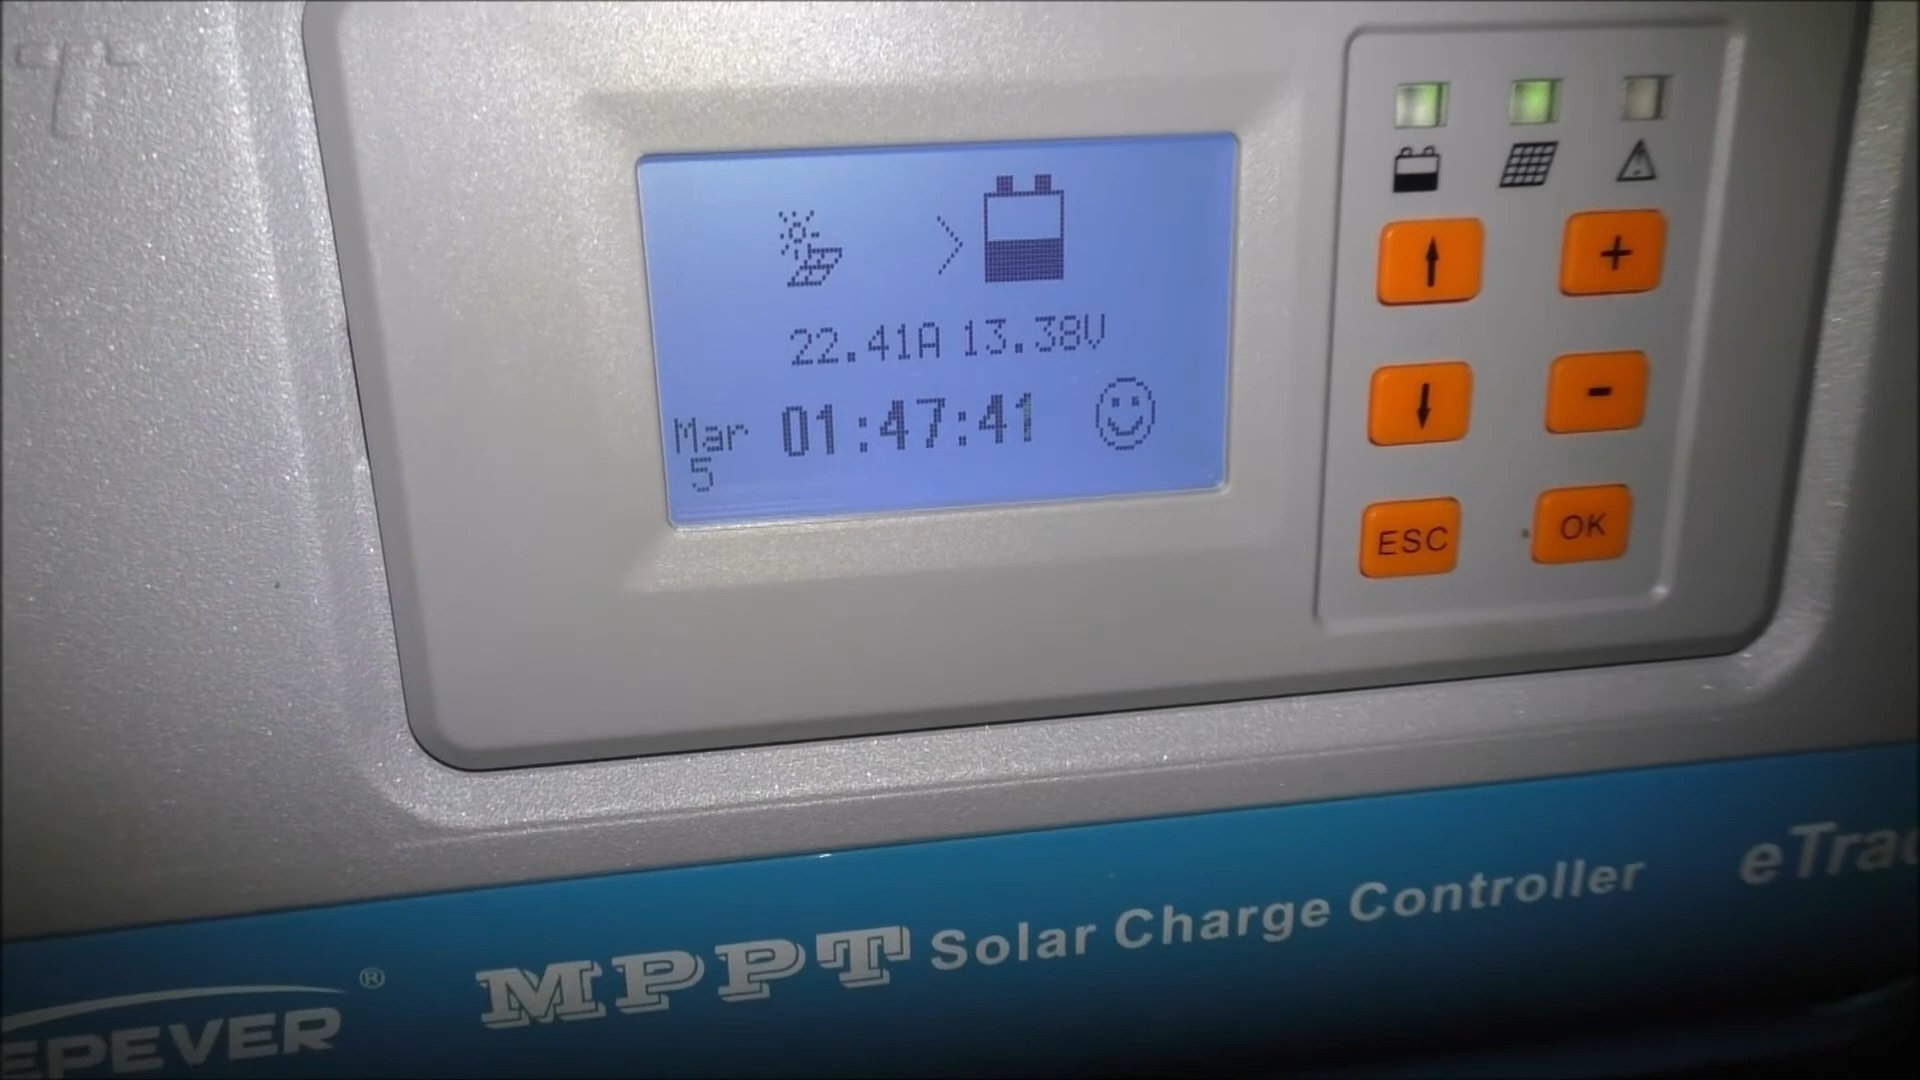 22.41A 13.38V
Mar 01:47:41
5
+
-
ESC OK
EPEVER® MPPT Solar Charge Controller